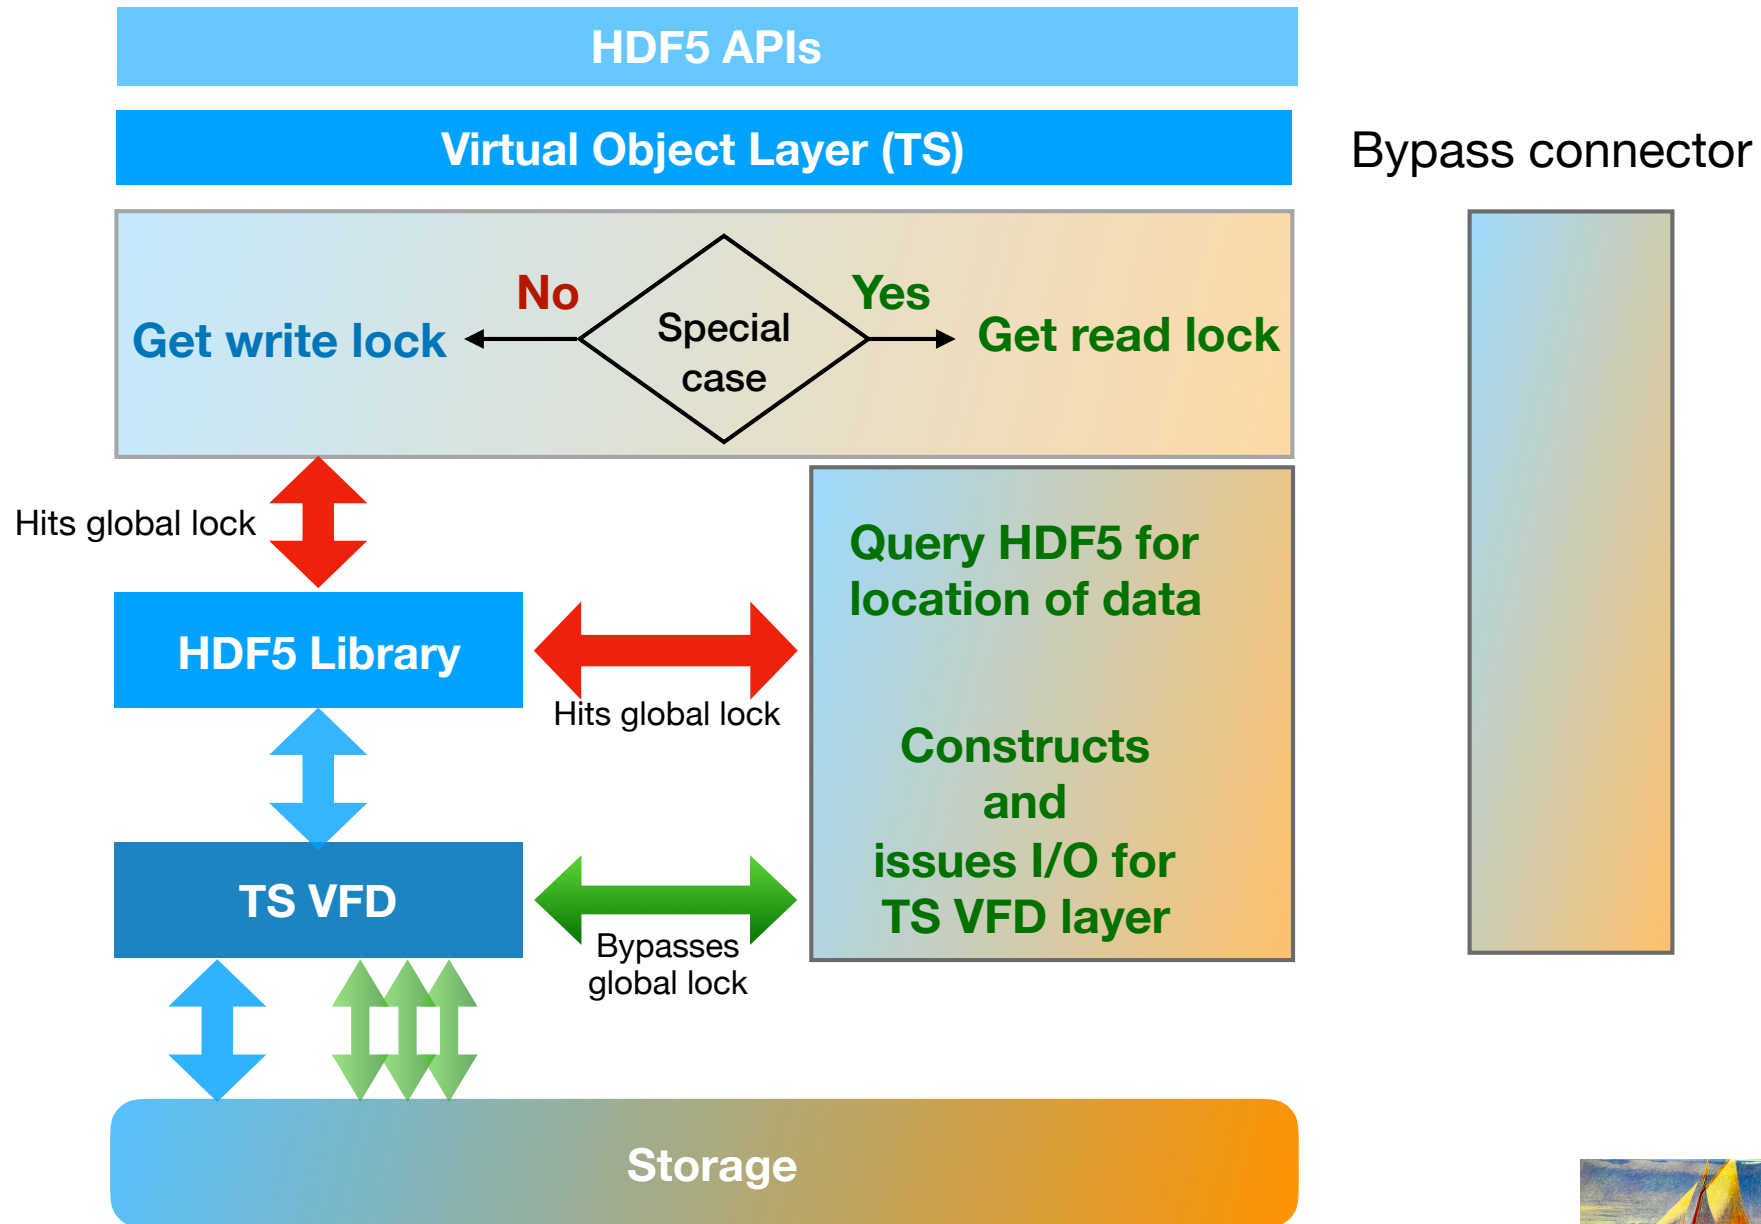 HDF5 APIs
Virtual Object Layer (TS)
Bypass connector
No
Yes
Special
case
Get write lock
Get read lock
Hits global lock
Query HDF5 for
location of data
HDF5 Library
Hits global lock
Constructs
and
issues I/O for
TS VFD layer
TS VFD
Bypasses
global lock
Storage